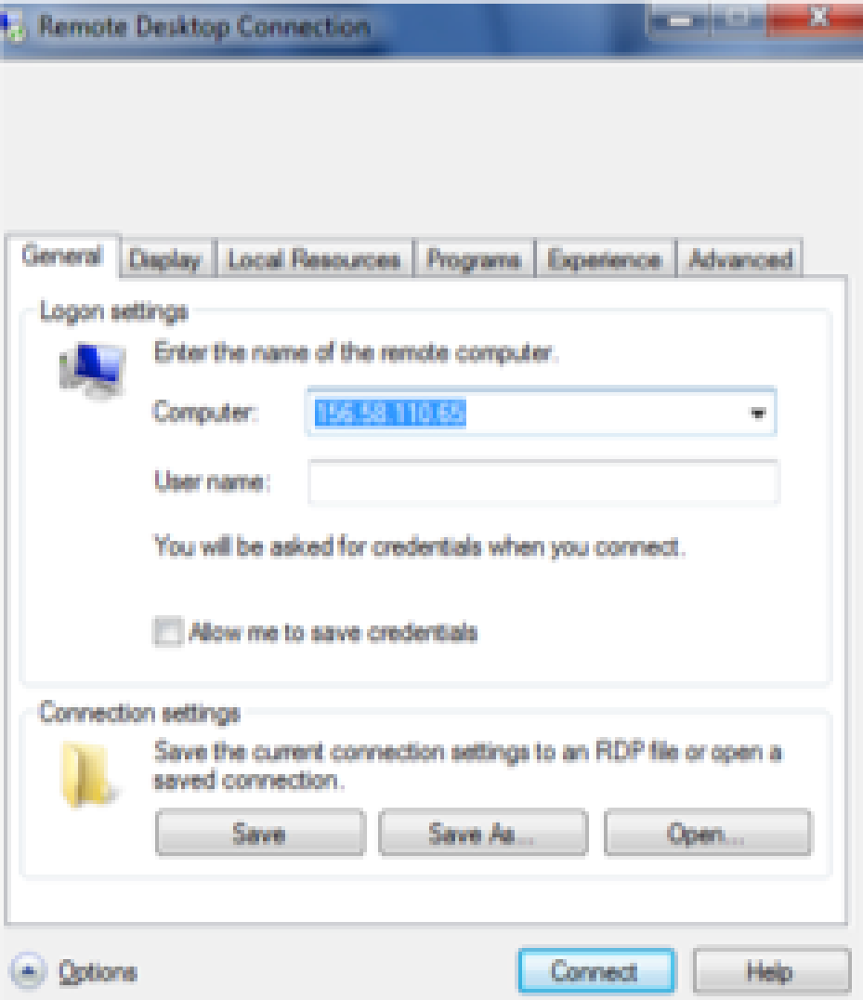 Remote Desktop Connection
General Display Local Resources Programs Experience Advanced
Logon settings
Enter the name of the remote computer.
Computer: 156.58.110.65
User name:
You will be asked for credentials when you connect.
Allow me to save credentials
Connection settings
Save the current connection settings to an RDP file or open a
saved connection.
Save Save As... Open...
Options Connect Help